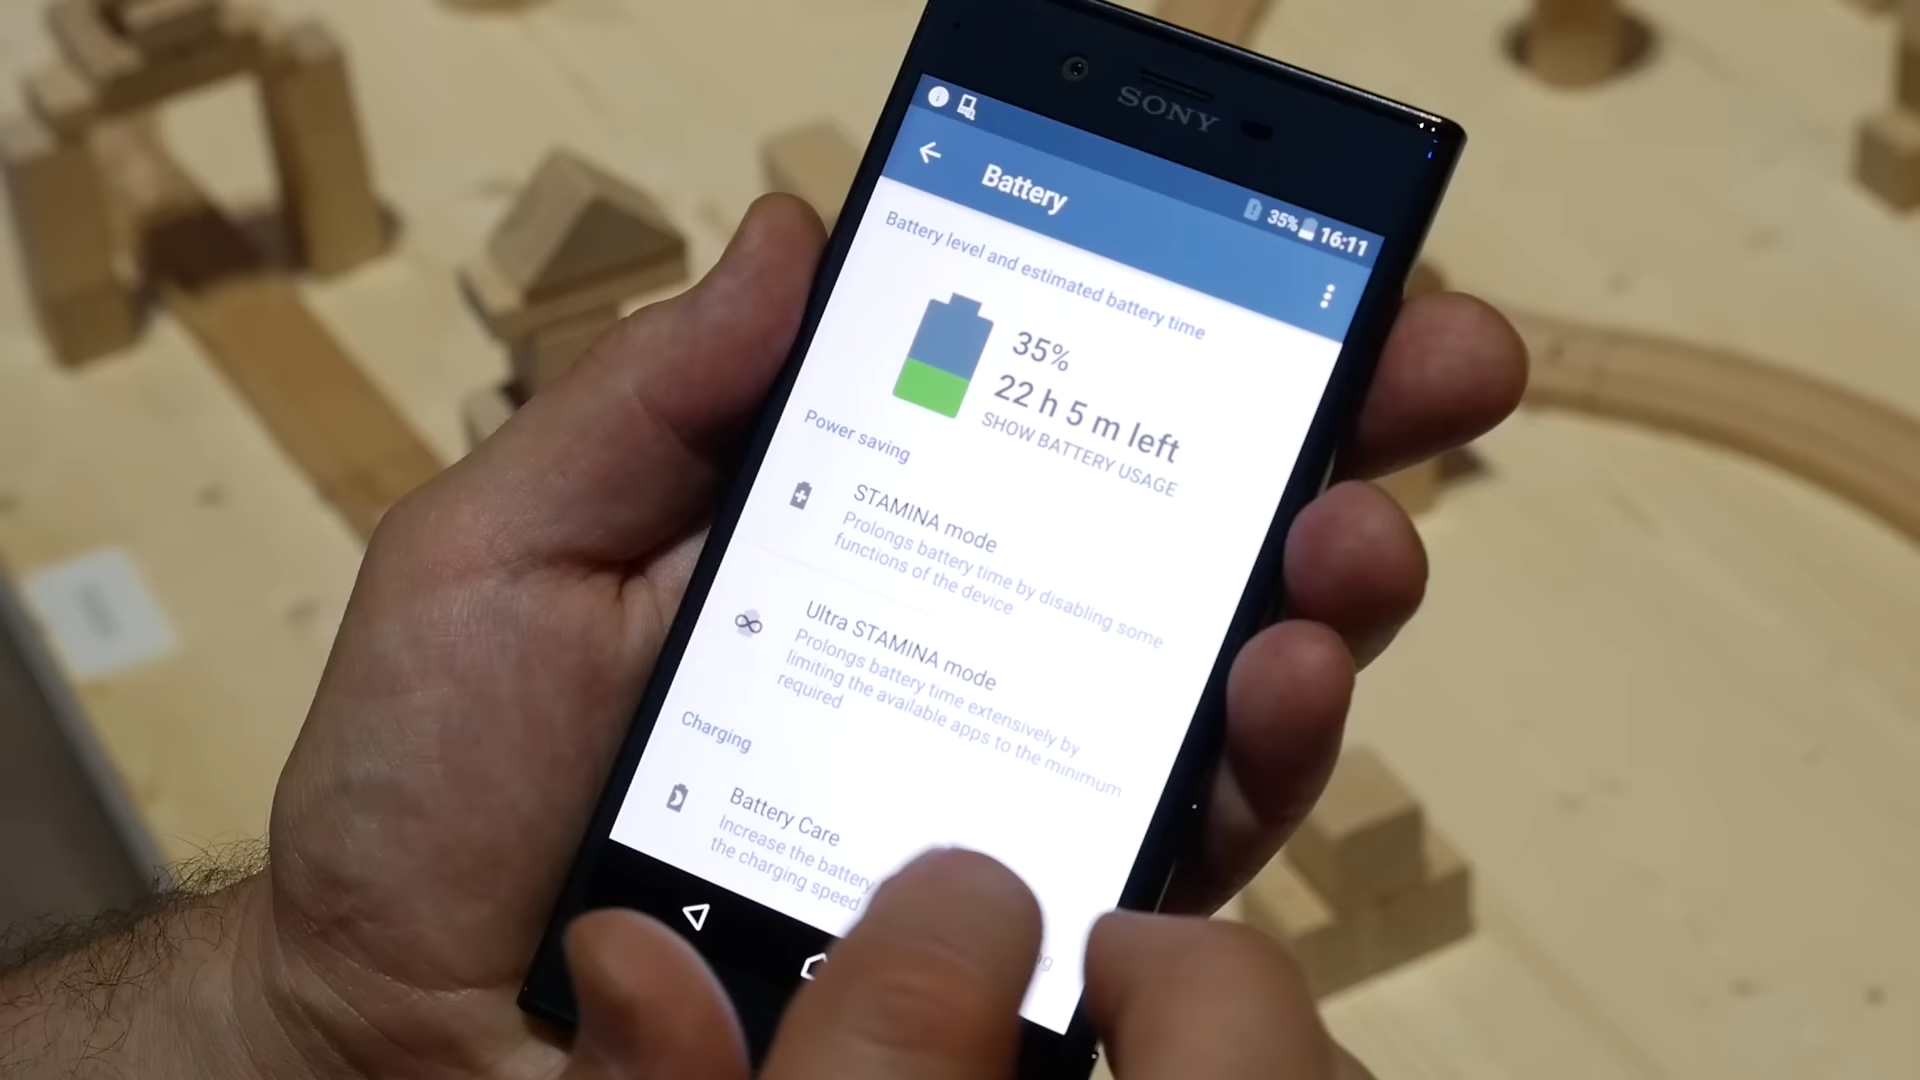 SONY
35% 16:11
Battery
Battery level and estimated battery time
35%
22 h 5 m left
SHOW BATTERY USAGE
Power saving
STAMINA mode
Prolongs battery time by disabling some
functions of the device
Ultra STAMINA mode
Prolongs battery time extensively by
limiting the available apps to the minimum
required
Charging
Battery Care
Increase the battery
the charging speed